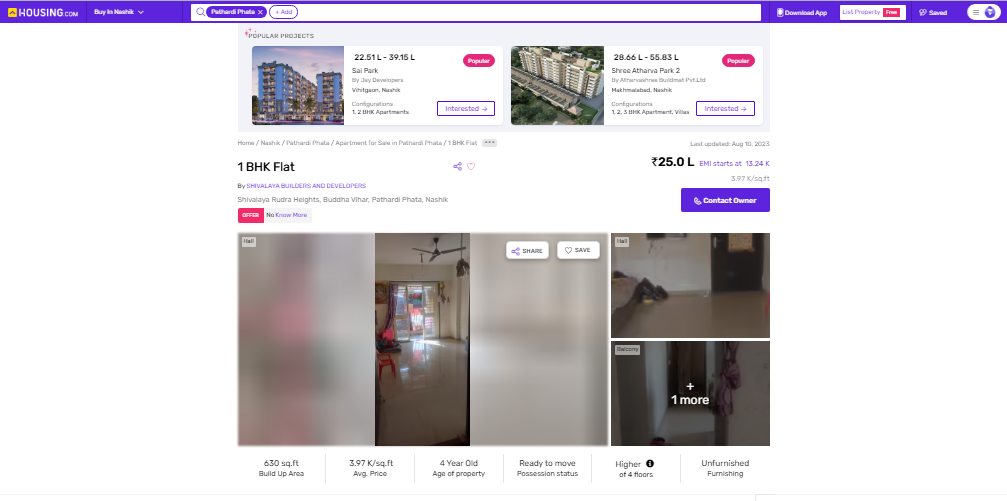 HOUSING.COM
Buy In Nashik
Pathardi Phata ×
+ Add
Download App
List Property Free
Saved
POPULAR PROJECTS
22.51 L - 39.15 L
Popular
Sai Park
By Jay Developers
Vihitgaon, Nashik
Configurations
1, 2 BHK Apartments
Interested →
28.66 L - 55.83 L
Popular
Shree Atharva Park 2
By Atharvashree Buildmat Pvt.Ltd
Makhmalabad, Nashik
Configurations
1, 2, 3 BHK Apartment, Villas
Interested →
Home / Nashik / Pathardi Phata / Apartment for Sale in Pathardi Phata / 1 BHK Flat
Last updated: Aug 10, 2023
1 BHK Flat
₹25.0 L EMI starts at 13.24 K
3.97 K/sq.ft
By SHIVALAYA BUILDERS AND DEVELOPERS
Shivalaya Rudra Heights, Buddha Vihar, Pathardi Phata, Nashik
Contact Owner
OFFER No Know More
Hall
SHARE
SAVE
Hall
Balcony
+
1 more
630 sq.ft
Build Up Area
3.97 K/sq.ft
Avg. Price
4 Year Old
Age of property
Ready to move
Possession status
Higher
of 4 floors
Unfurnished
Furnishing